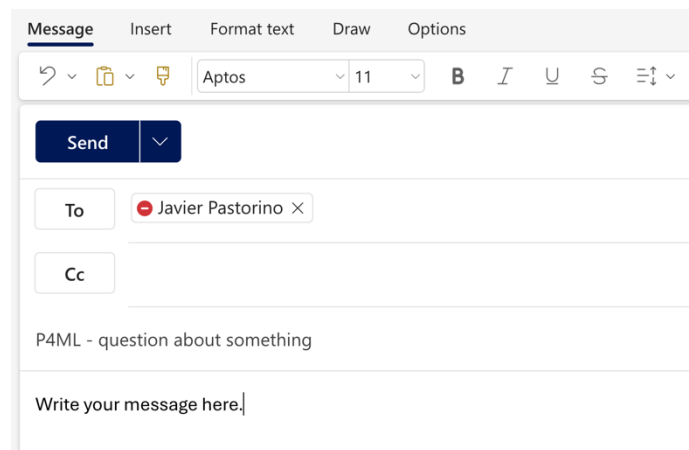 Message Insert Format text Draw Options
Aptos 11 B I U S
Send
To Javier Pastorino
Cc
P4ML - question about something
Write your message here.